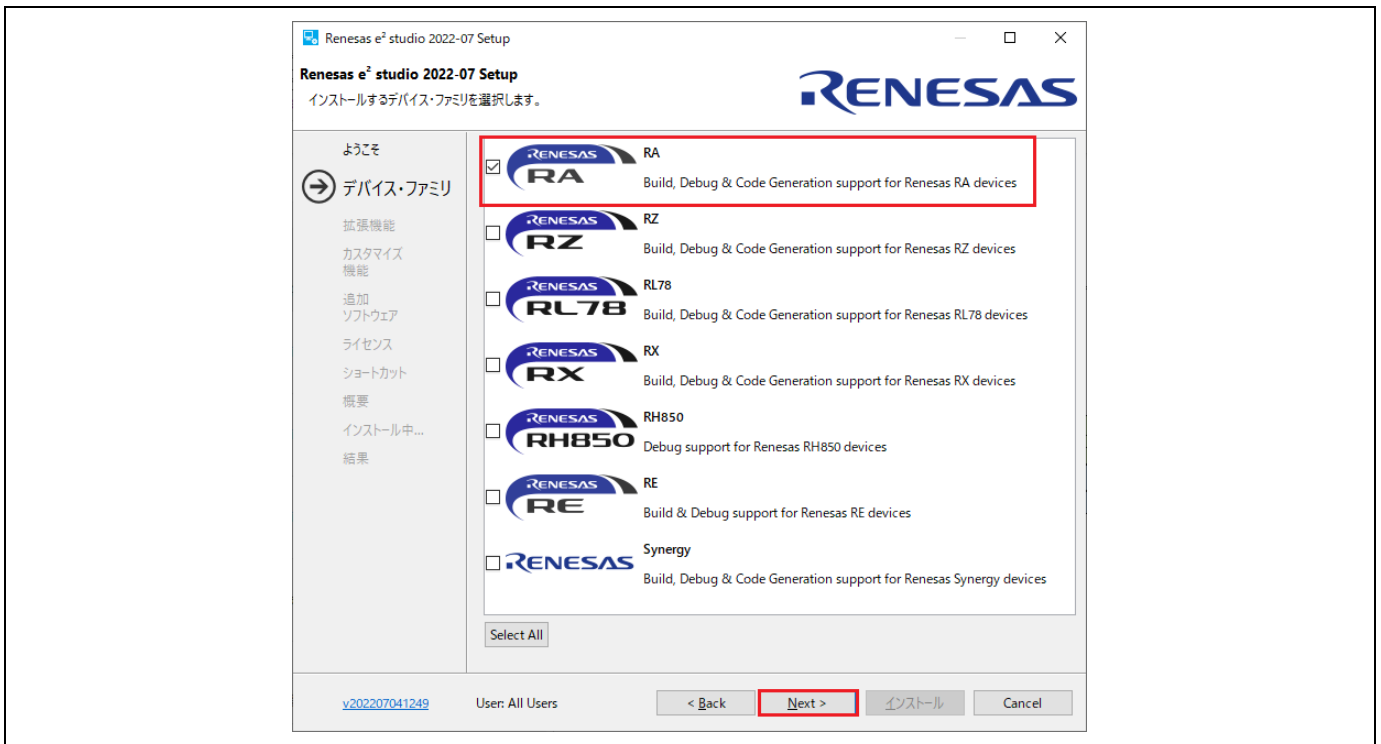 Renesas e² studio 2022-07 Setup
Renesas e² studio 2022-07 Setup
インストールするデバイス・ファミリを選択します。
RENESAS
ようこそ
デバイス・ファミリ
拡張機能
カスタマイズ
機能
追加
ソフトウェア
ライセンス
ショートカット
概要
インストール中...
結果
RENESAS
RA
RA
Build, Debug & Code Generation support for Renesas RA devices
RENESAS
RZ
RZ
Build, Debug & Code Generation support for Renesas RZ devices
RENESAS
RL78
RL78
Build, Debug & Code Generation support for Renesas RL78 devices
RENESAS
RX
RX
Build, Debug & Code Generation support for Renesas RX devices
RENESAS
RH850
RH850
Debug support for Renesas RH850 devices
RENESAS
RE
RE
Build & Debug support for Renesas RE devices
RENESAS
Synergy
Build, Debug & Code Generation support for Renesas Synergy devices
Select All
v202207041249
User: All Users
< Back
Next >
インストール
Cancel